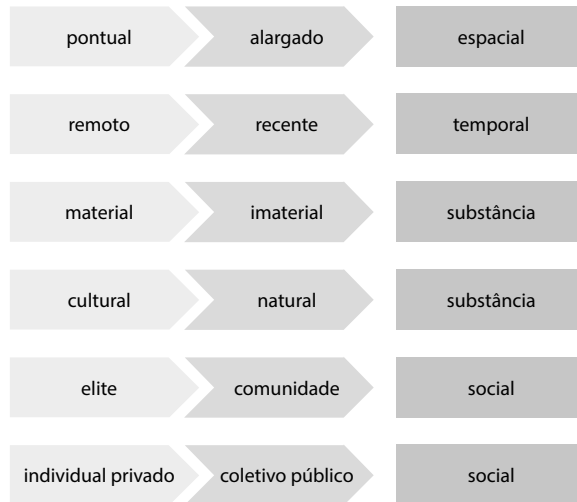 pontual alargado espacial
remoto recente temporal
material imaterial substância
cultural natural substância
elite comunidade social
individual privado coletivo público social